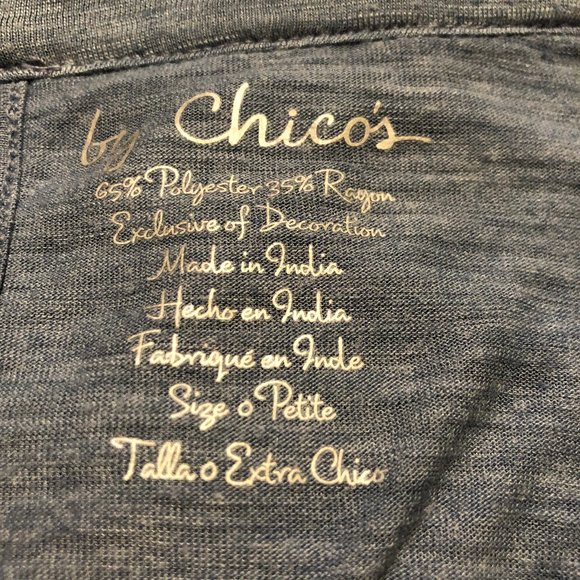 by Chico's
65% Polyester 35% Rayon
Exclusive of Decoration
Made in India
Hecho en India
Fabriqué en Inde
Size 0 Petite
Talla 0 Extra Chico